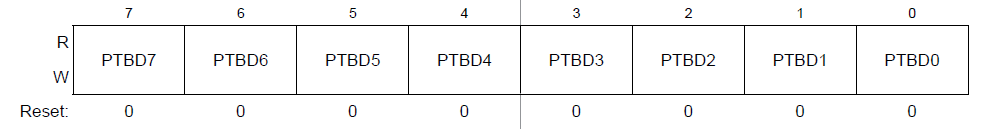 7 6 5 4 3 2 1 0
R
PTBD7 PTBD6 PTBD5 PTBD4 PTBD3 PTBD2 PTBD1 PTBD0
W
Reset: 0 0 0 0 0 0 0 0